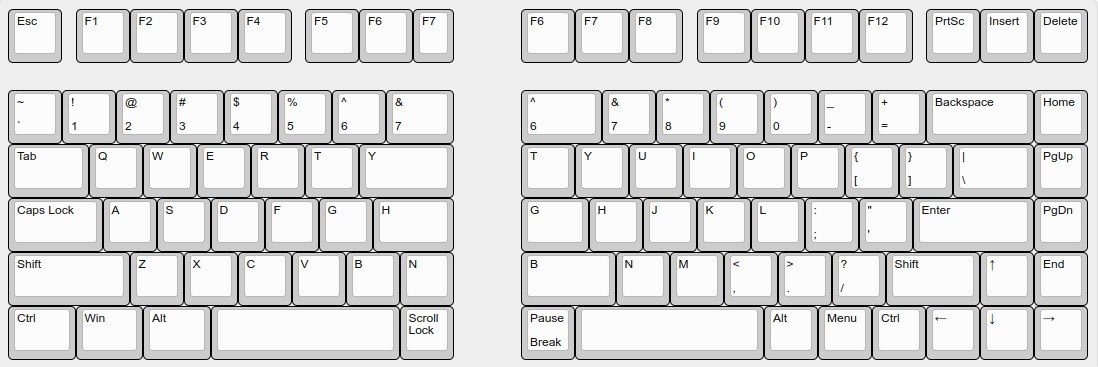 Esc F1 F2 F3 F4 F5 F6 F7 F6 F7 F8 F9 F10 F11 F12 PrtSc Insert Delete
~ ! @ # $ % ^ & ^ & * ( ) _ + Backspace Home
` 1 2 3 4 5 6 7 6 7 8 9 0 - =
Tab Q W E R T Y T Y U I O P { } | PgUp
[ ] \
Caps Lock A S D F G H G H J K L : " Enter PgDn
; '
Shift Z X C V B N B N M < > ? Shift ↑ End
, . /
Ctrl Win Alt Scroll Pause Alt Menu Ctrl ← ↓ →
Lock Break